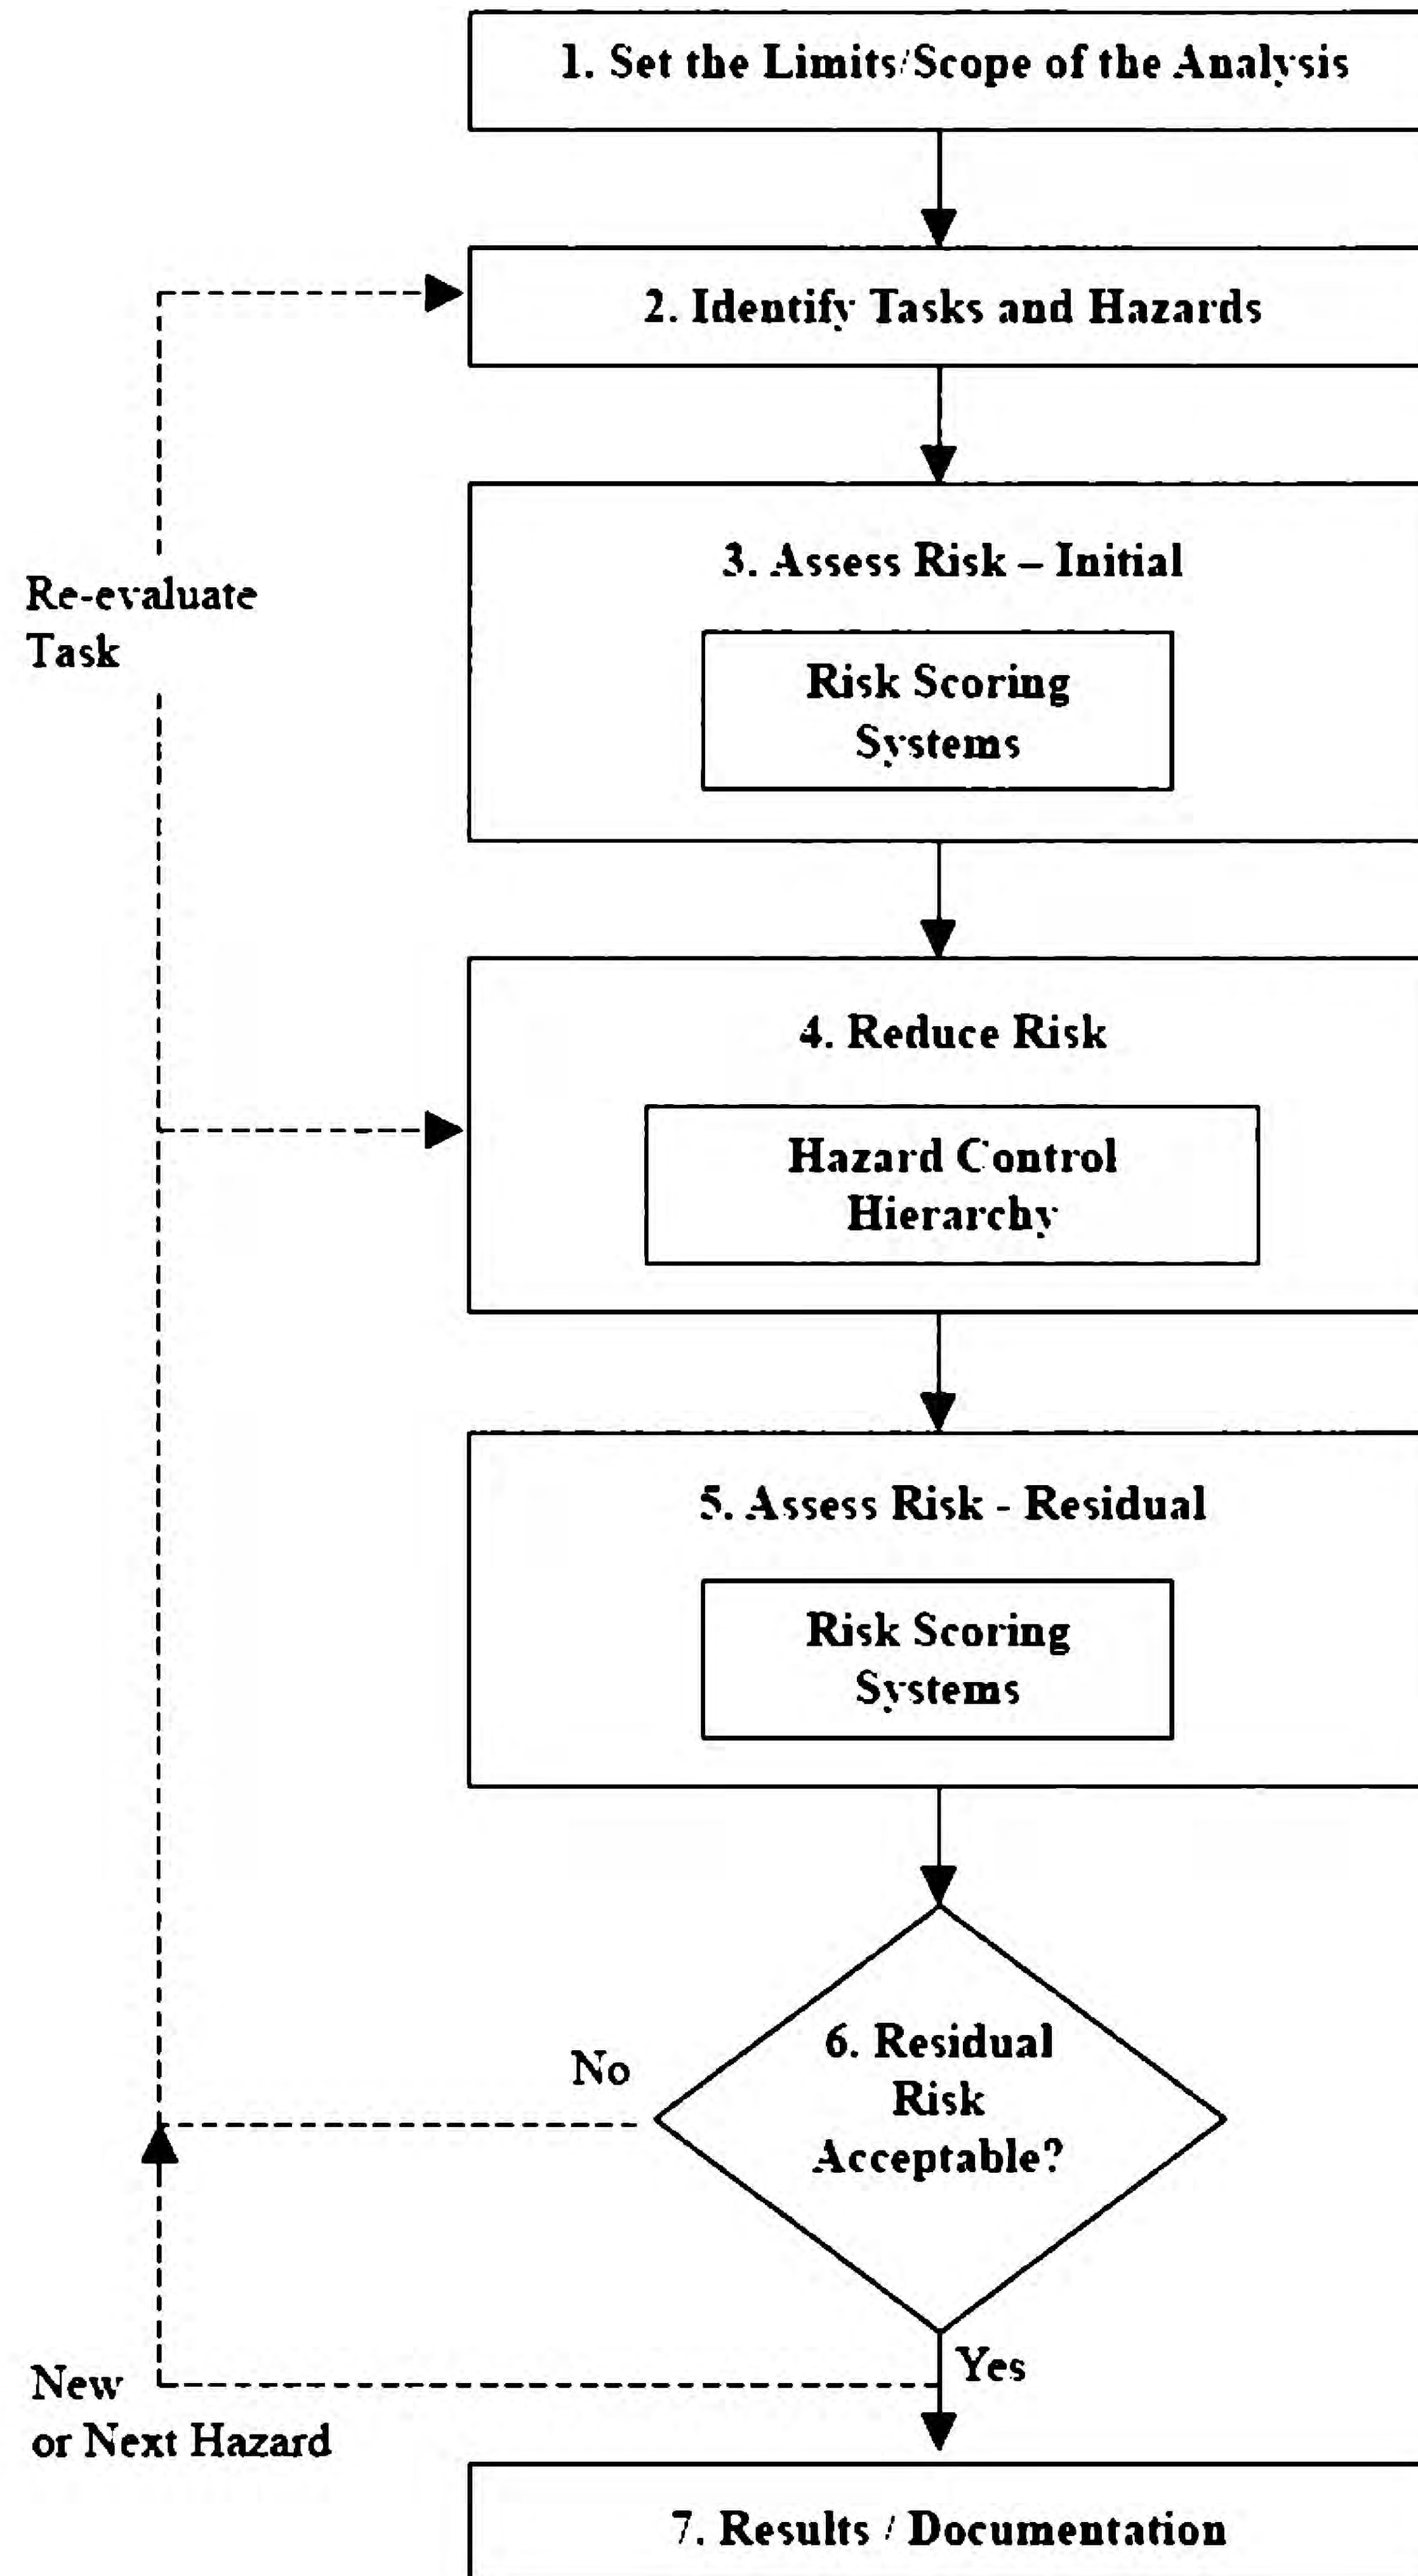 1. Set the Limits/Scope of the Analysis
2. Identify Tasks and Hazards
3. Assess Risk – Initial
Re-evaluate
Task
Risk Scoring
Systems
4. Reduce Risk
Hazard Control
Hierarchy
5. Assess Risk - Residual
Risk Scoring
Systems
6. Residual
Risk
Acceptable?
No
Yes
New
or Next Hazard
7. Results / Documentation